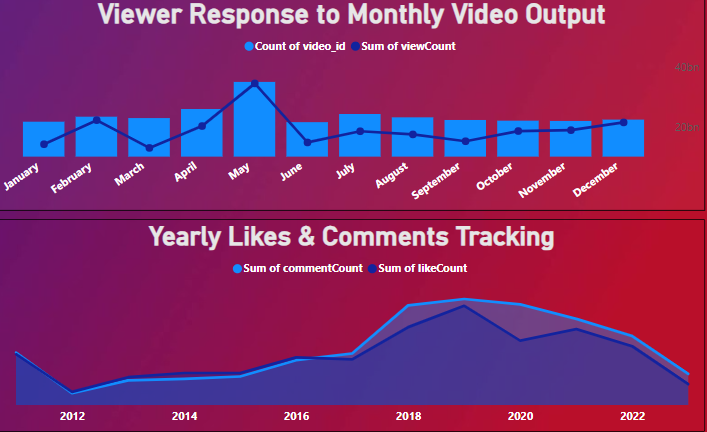 Viewer Response to Monthly Video Output
Count of video_id Sum of viewCount
40bn
20bn
January February March April May June July August September October November December
Yearly Likes & Comments Tracking
Sum of commentCount Sum of likeCount
2012 2014 2016 2018 2020 2022